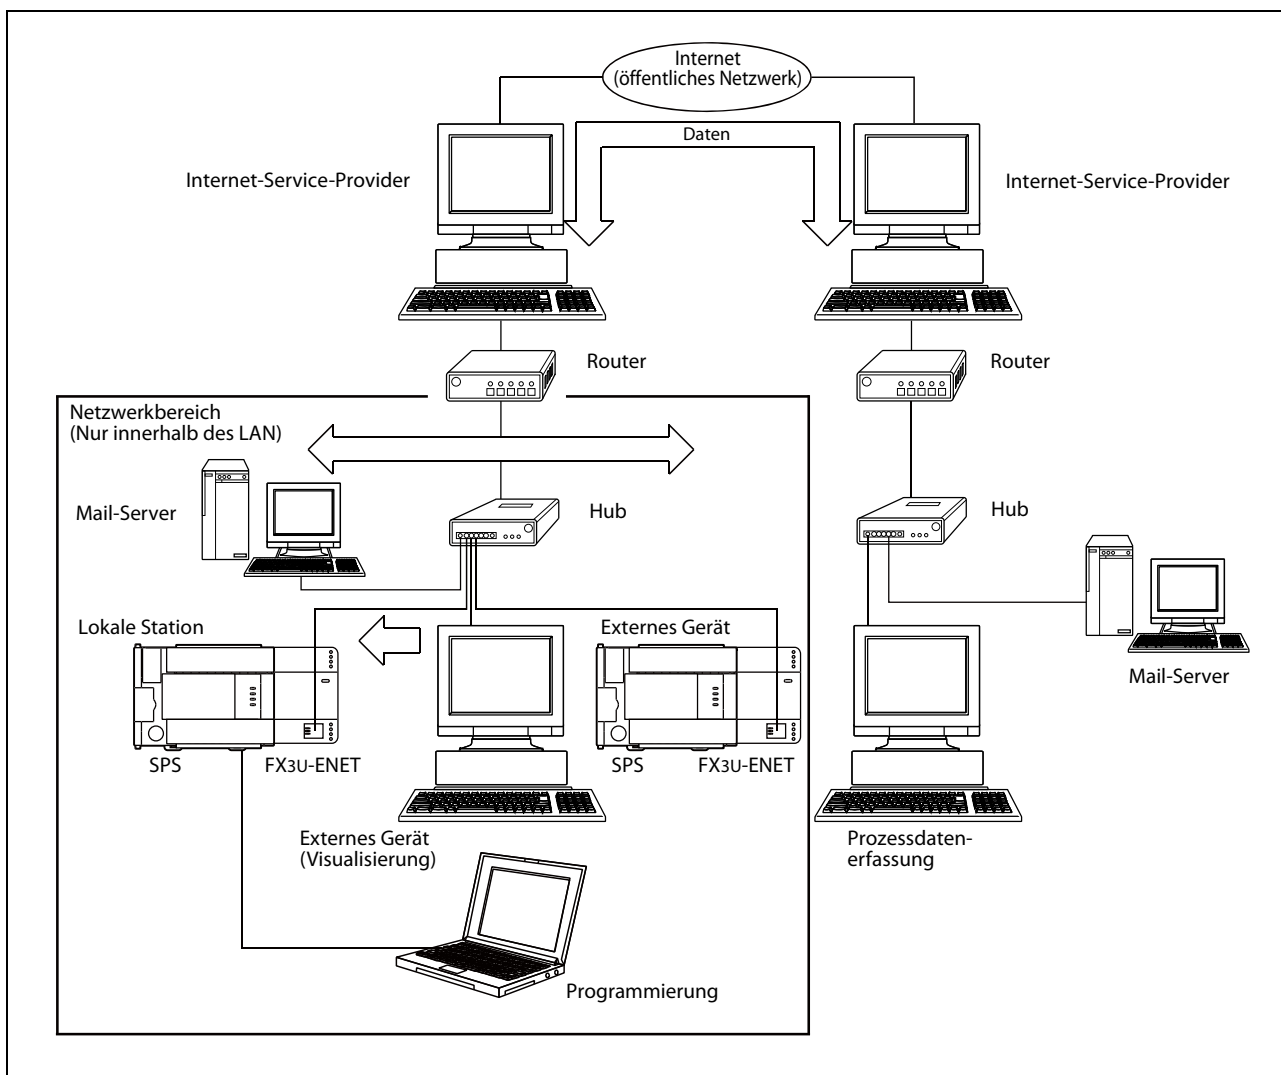 Internet
(öffentliches Netzwerk)
Daten
Internet-Service-Provider
Internet-Service-Provider
Router
Router
Netzwerkbereich
(Nur innerhalb des LAN)
Mail-Server
Hub
Hub
Lokale Station
Externes Gerät
Mail-Server
SPS
FX3U-ENET
SPS
FX3U-ENET
Externes Gerät
(Visualisierung)
Prozessdaten-
erfassung
Programmierung